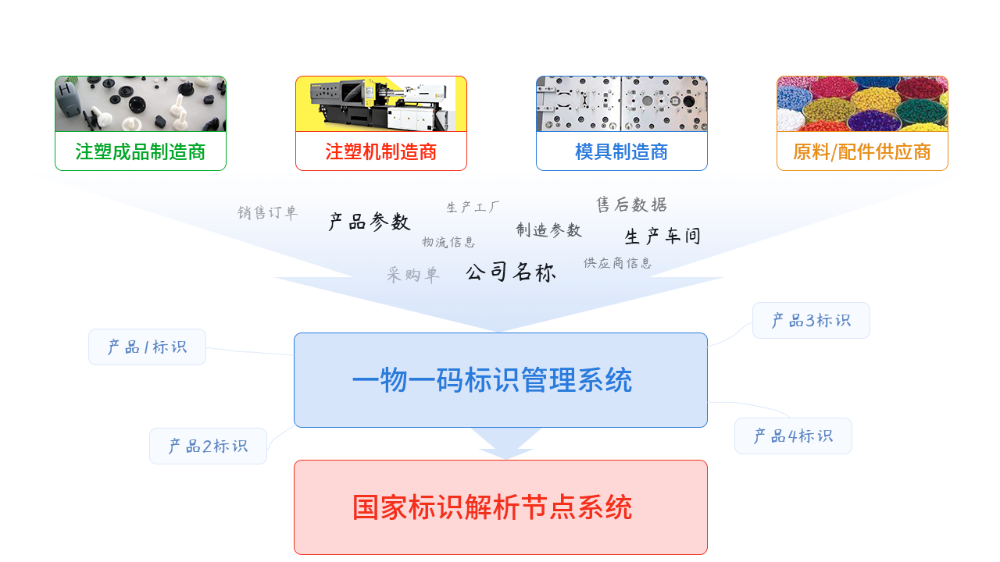 注塑成品制造商
注塑机制造商
模具制造商
原料/配件供应商
销售订单
产品参数
生产工厂
售后数据
物流信息
制造参数
生产车间
采购单
公司名称
供应商信息
产品1标识
产品3标识
一物一码标识管理系统
产品2标识
产品4标识
国家标识解析节点系统